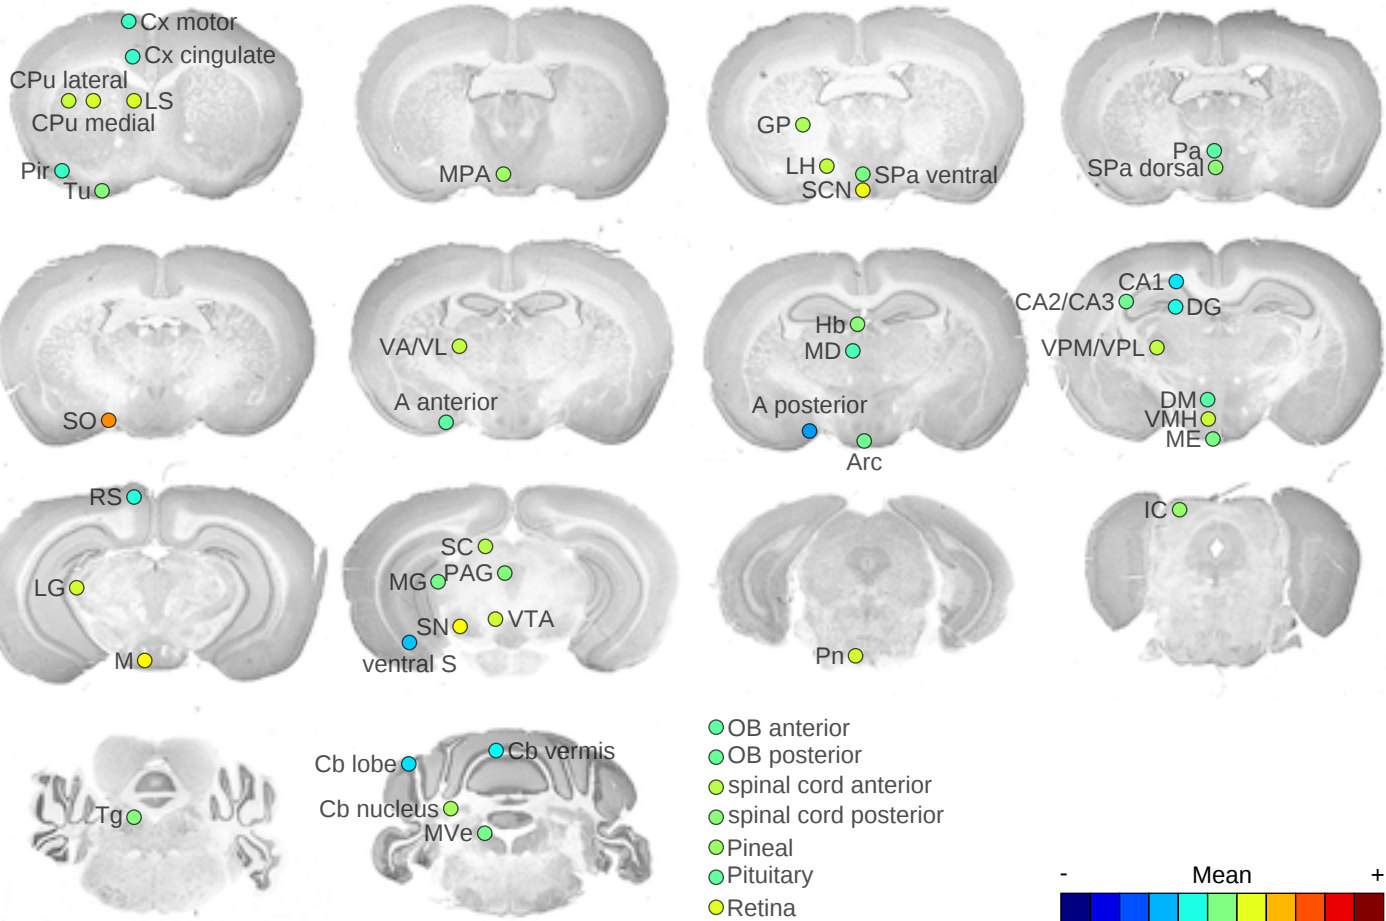 Cx motor
Cx cingulate
CPu lateral
LS
CPu medial
Pir
Tu
MPA
GP
LH
SPa ventral
SCN
Pa
SPa dorsal
SO
VA/VL
A anterior
Hb
MD
A posterior
Arc
CA1
CA2/CA3
DG
VPM/VPL
DM
VMH
ME
RS
LG
M
SC
MG
PAG
SN
VTA
ventral S
Pn
IC
Tg
Cb lobe
Cb vermis
Cb nucleus
MVe
OB anterior
OB posterior
spinal cord anterior
spinal cord posterior
Pineal
Pituitary
Retina
- Mean +